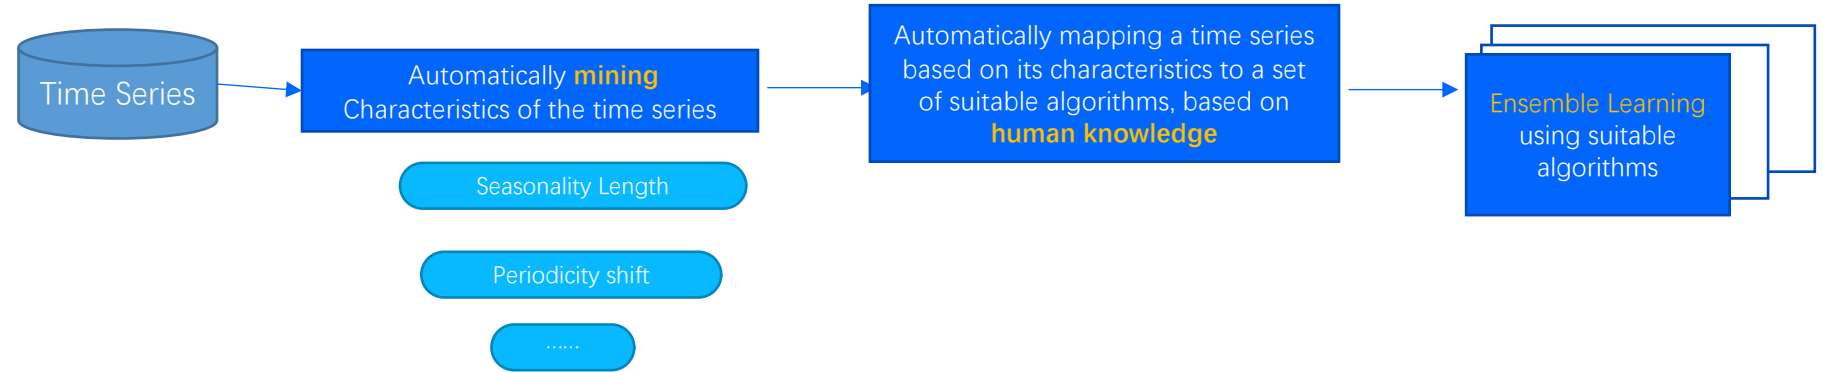 Time Series
Automatically mining
Characteristics of the time series
Seasonality Length
Periodicity shift
......
Automatically mapping a time series
based on its characteristics to a set
of suitable algorithms, based on
human knowledge
Ensemble Learning
using suitable
algorithms